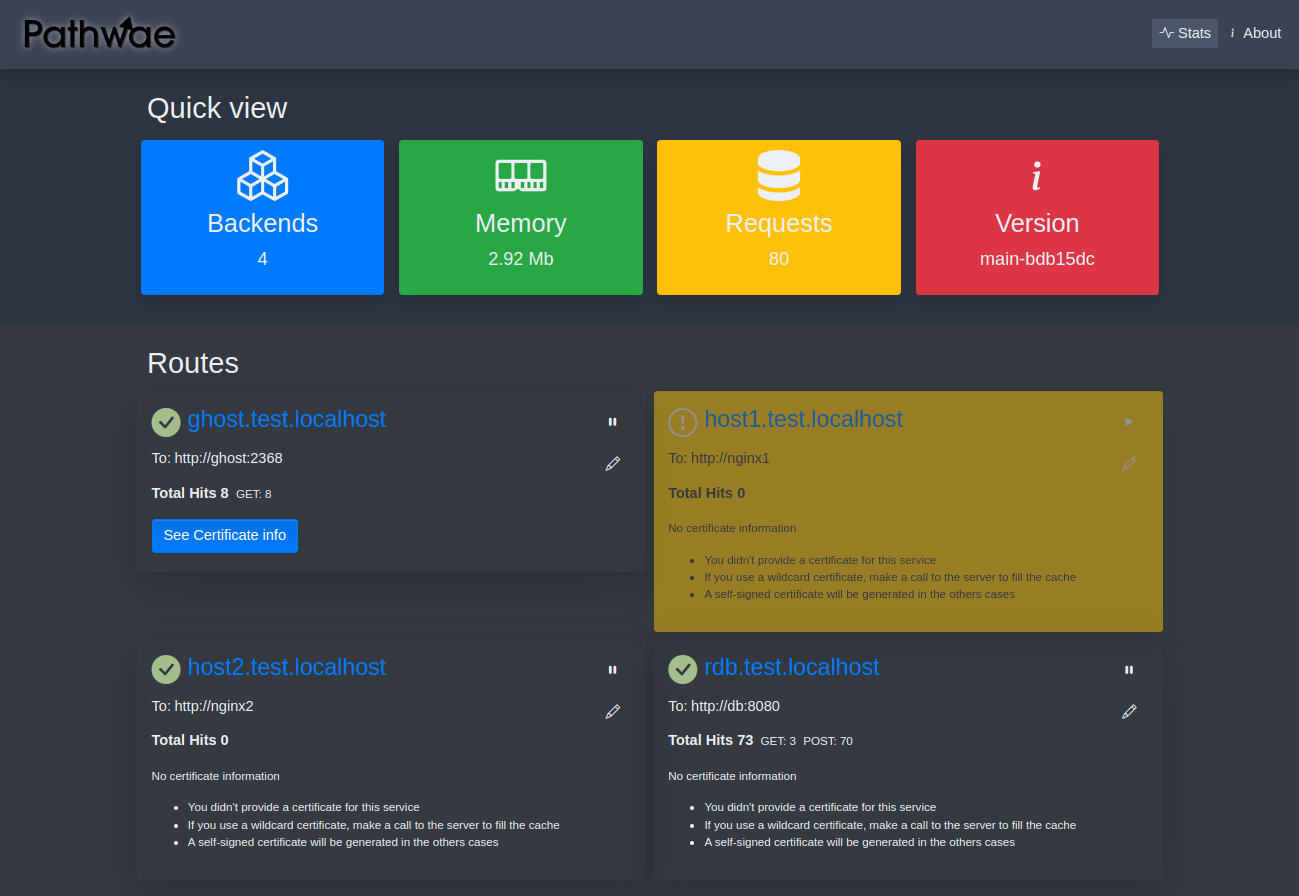 Pathwae
Stats
i About
Quick view
Backends
4
Memory
2.92 Mb
Requests
80
i
Version
main-bdb15dc
Routes
ghost.test.localhost
To: http://ghost:2368
Total Hits 8 GET: 8
See Certificate info
host1.test.localhost
To: http://nginx1
Total Hits 0
No certificate information
• You didn't provide a certificate for this service
• If you use a wildcard certificate, make a call to the server to fill the cache
• A self-signed certificate will be generated in the others cases
host2.test.localhost
To: http://nginx2
Total Hits 0
No certificate information
• You didn't provide a certificate for this service
• If you use a wildcard certificate, make a call to the server to fill the cache
• A self-signed certificate will be generated in the others cases
rdb.test.localhost
To: http://db:8080
Total Hits 73 GET: 3 POST: 70
No certificate information
• You didn't provide a certificate for this service
• If you use a wildcard certificate, make a call to the server to fill the cache
• A self-signed certificate will be generated in the others cases